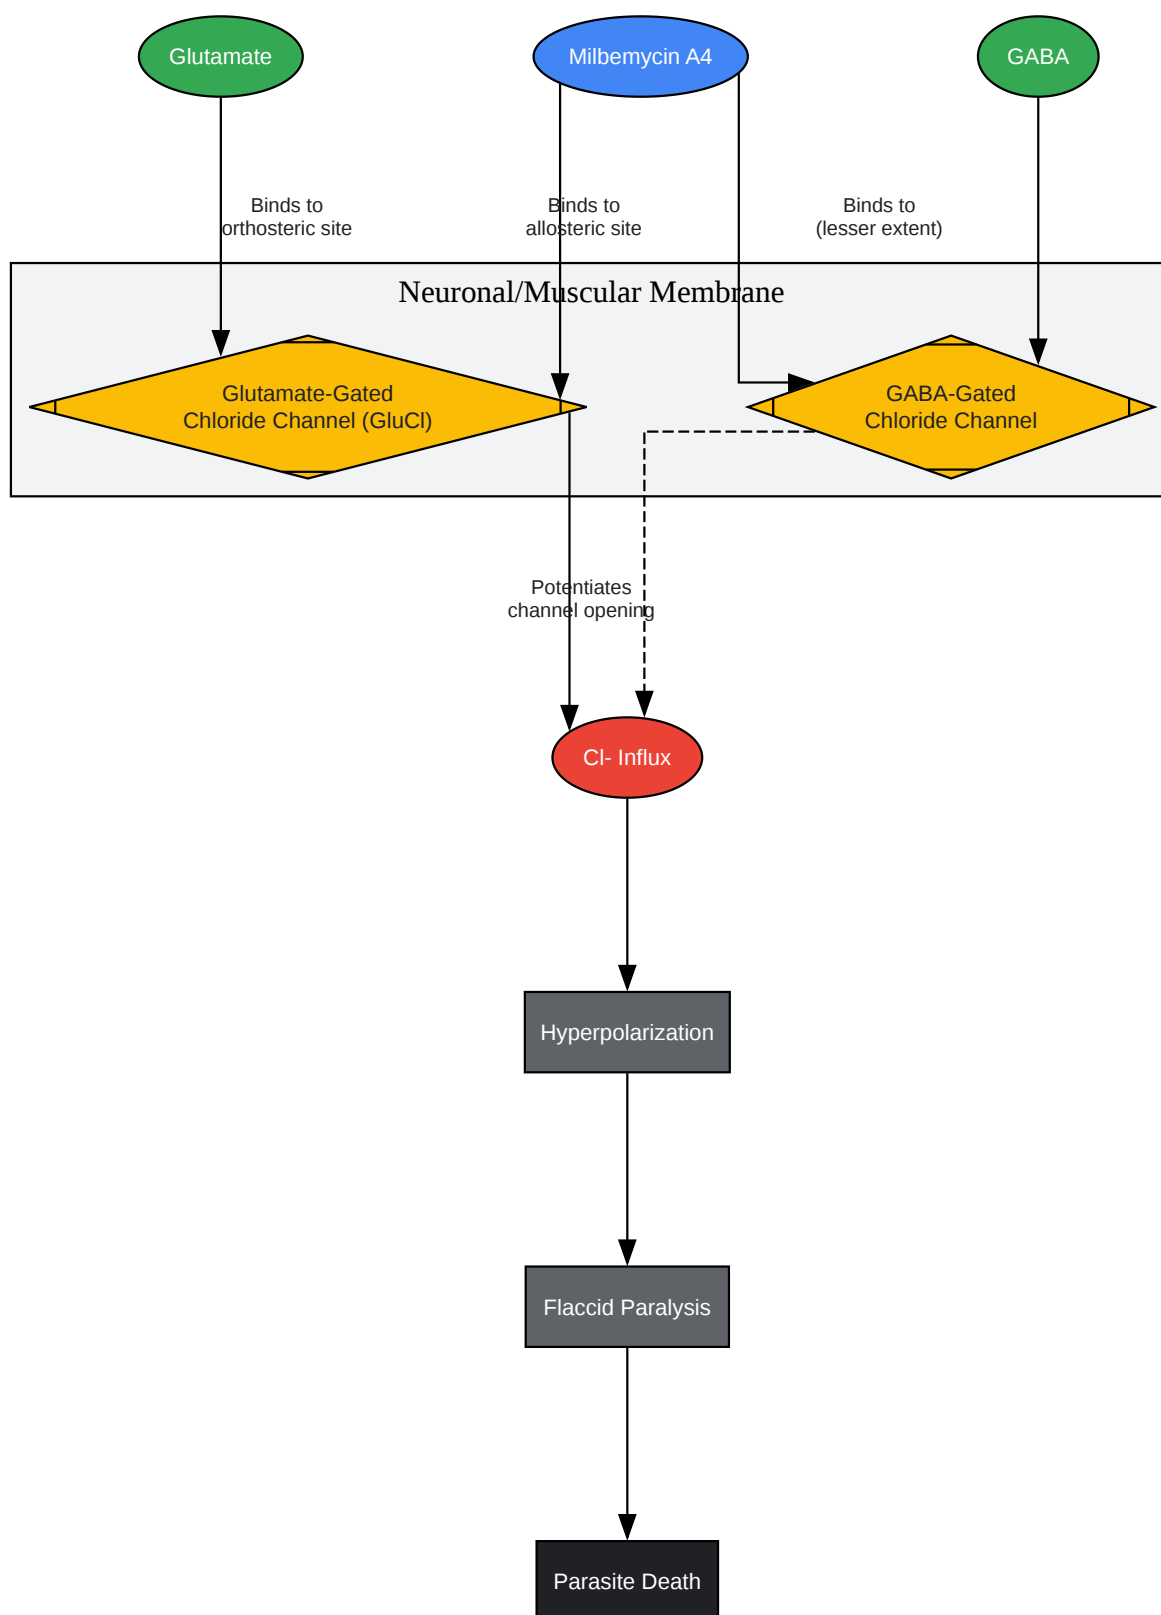 Glutamate
Milbemycin A4
GABA
Binds to
orthosteric site
Binds to
allosteric site
Binds to
(lesser extent)
Neuronal/Muscular Membrane
Glutamate-Gated
Chloride Channel (GluCl)
GABA-Gated
Chloride Channel
Potentiates
channel opening
Cl- Influx
Hyperpolarization
Flaccid Paralysis
Parasite Death